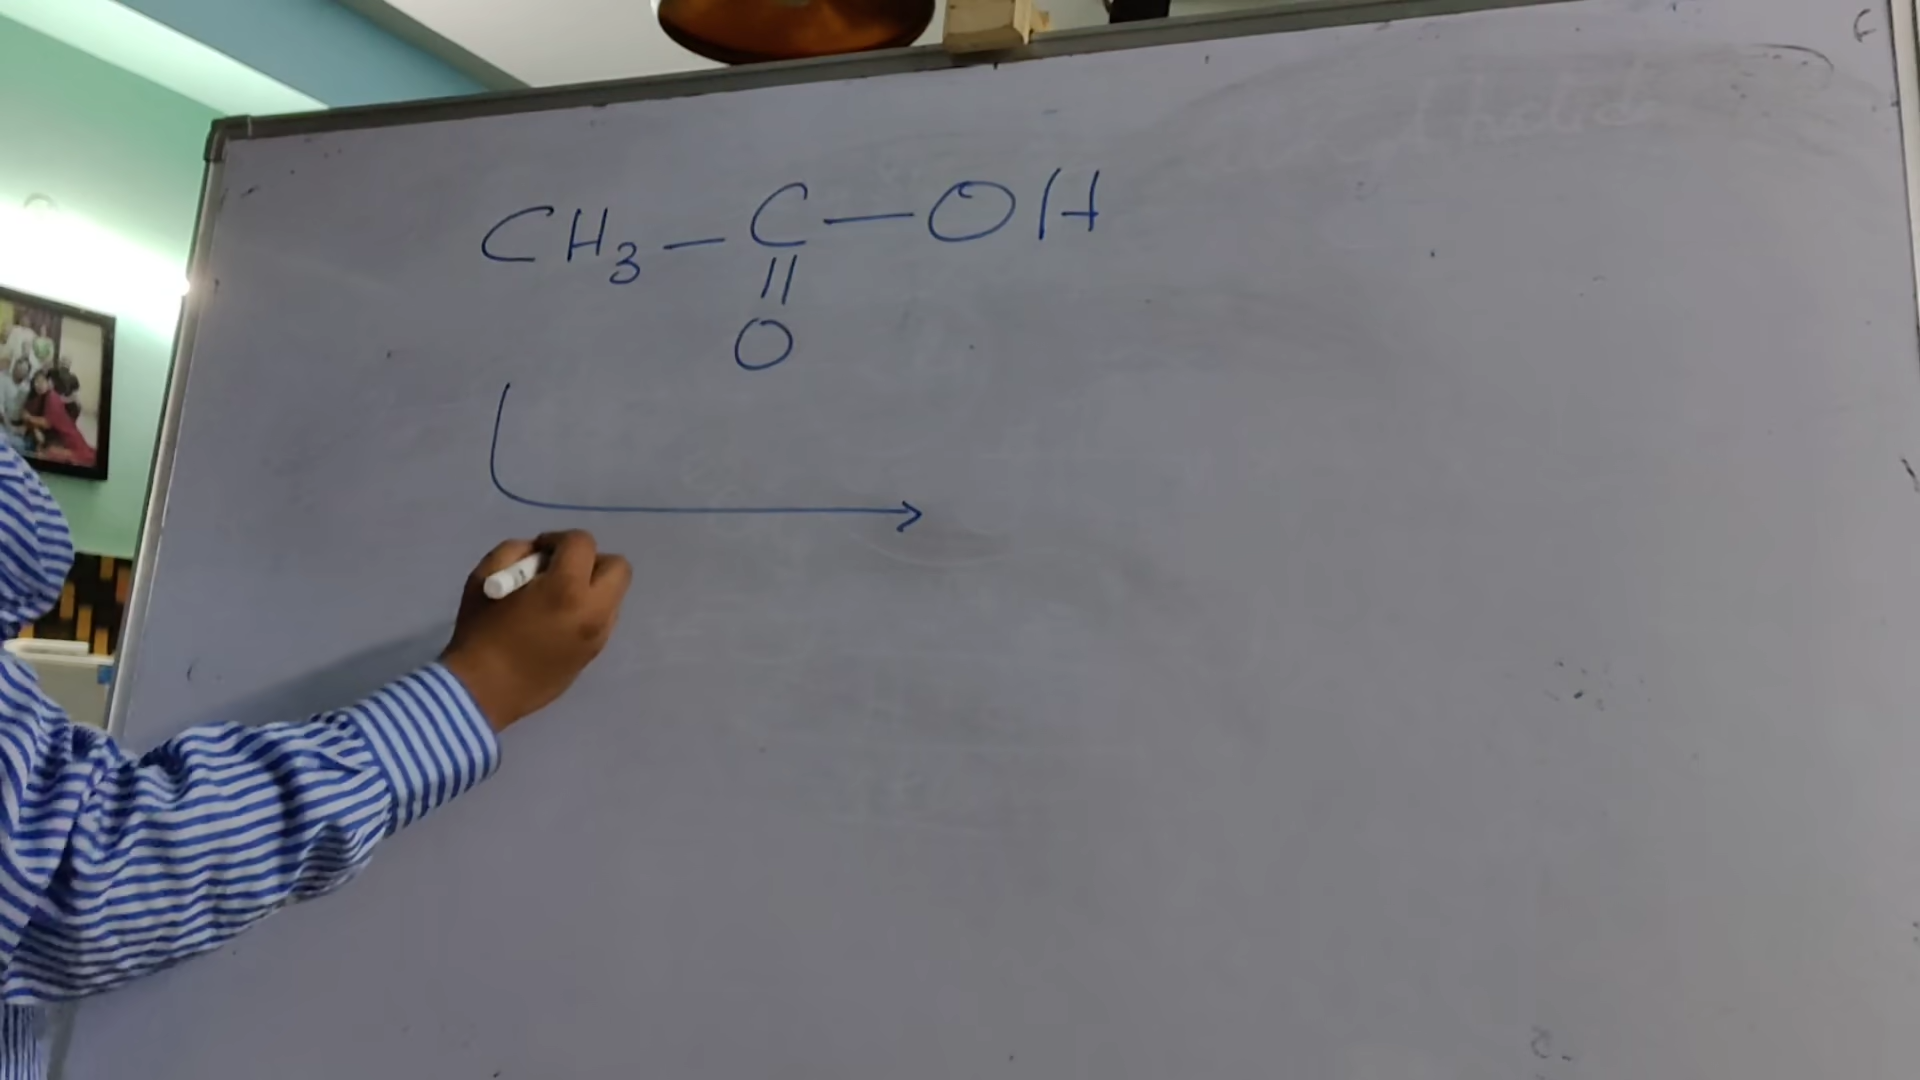 CH₃ — C — OH
||
O